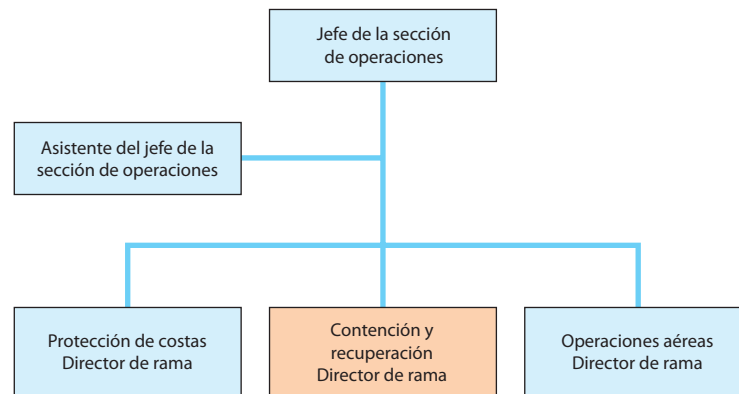 Jefe de la sección
de operaciones
Asistente del jefe de la
sección de operaciones
Protección de costas
Director de rama
Contención y
recuperación
Director de rama
Operaciones aéreas
Director de rama